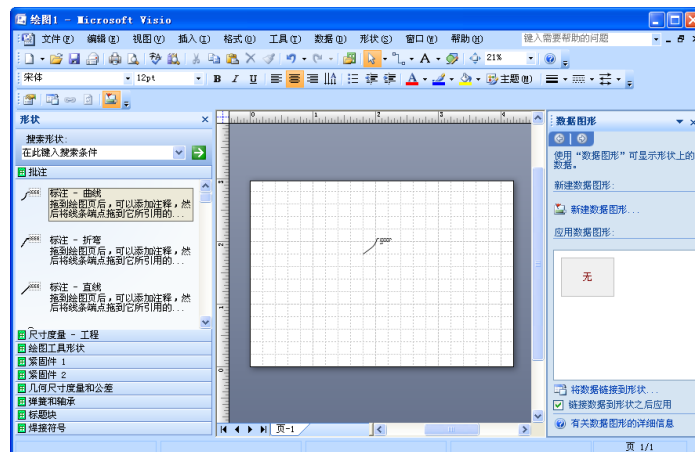 绘图1 - Microsoft Visio
文件(F) 编辑(E) 视图(V) 插入(I) 格式(O) 工具(T) 数据(D) 形状(S) 窗口(W) 帮助(H) 键入需要帮助的问题
21%
宋体 12pt B I U 主题(M)
形状
搜索形状:
在此键入搜索条件
批注
标注 - 曲线
拖到绘图页后，可以添加注释，然
后将线条端点拖到它所引用的...
标注 - 折弯
拖到绘图页后，可以添加注释，然
后将线条端点拖到它所引用的...
标注 - 直线
拖到绘图页后，可以添加注释，然
后将线条端点拖到它所引用的...
尺寸度量 - 工程
绘图工具形状
紧固件 1
紧固件 2
几何尺寸度量和公差
弹簧和轴承
标题块
焊接符号
0 1 2 3 4
页-1
数据图形
使用“数据图形”可显示形状上的
数据。
新建数据图形:
新建数据图形...
应用数据图形:
无
将数据链接到形状...
链接数据到形状之后应用
有关数据图形的详细信息
页 1/1